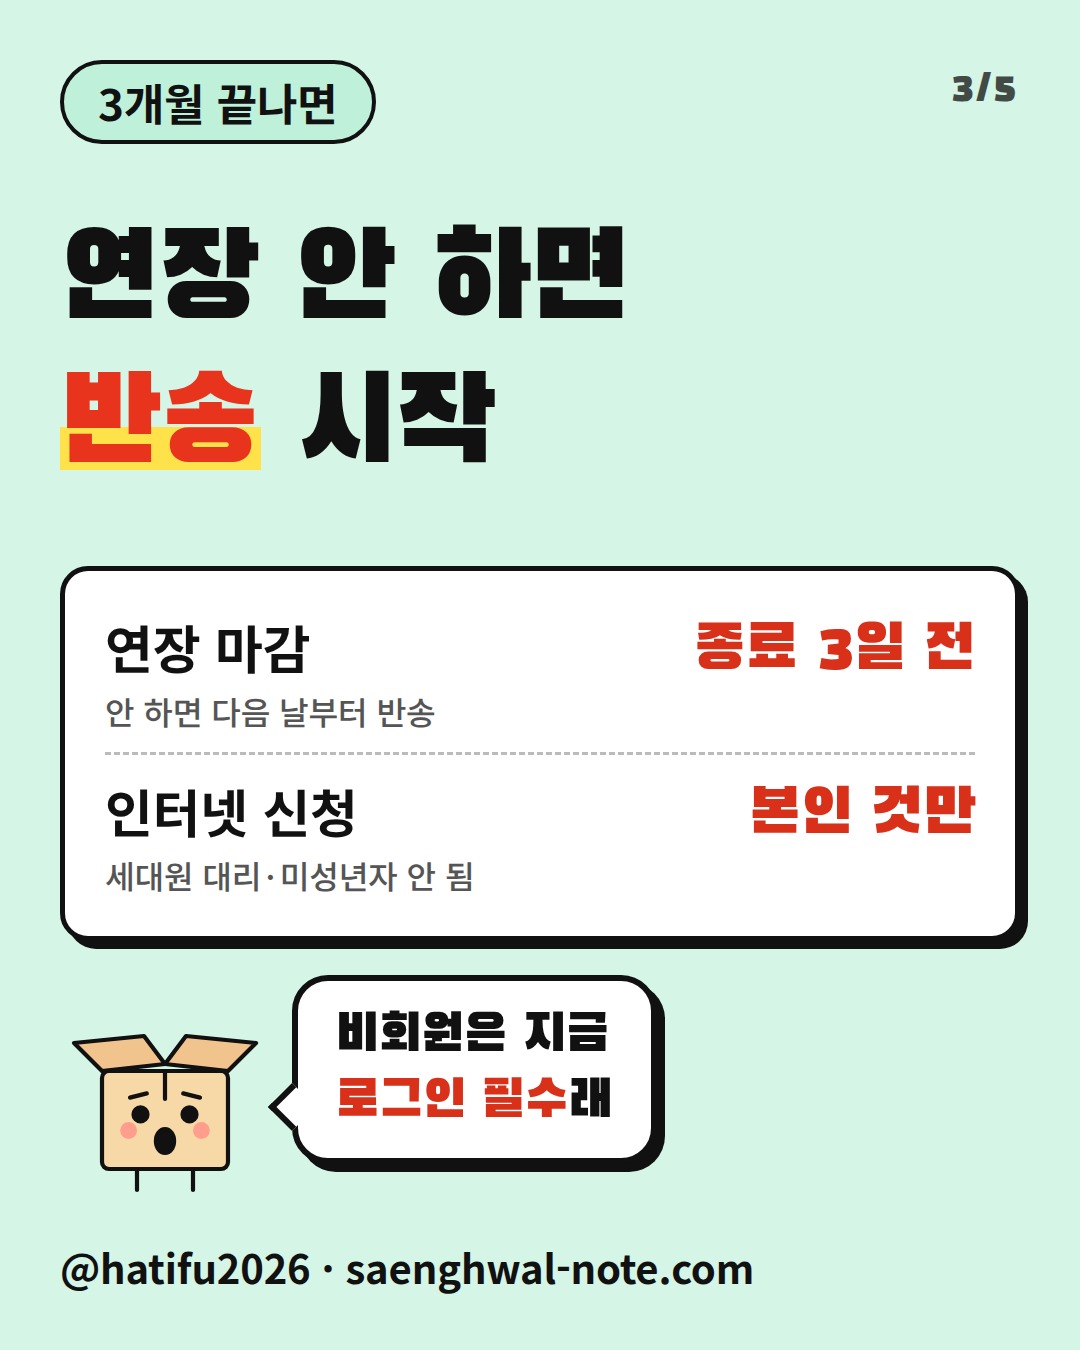 3개월 끝나면
3/5
연장 안 하면
반송 시작
연장 마감
종료 3일 전
안 하면 다음 날부터 반송
인터넷 신청
본인 것만
세대원 대리·미성년자 안 됨
비회원은 지금
로그인 필수래
@hatifu2026 · saenghwal-note.com